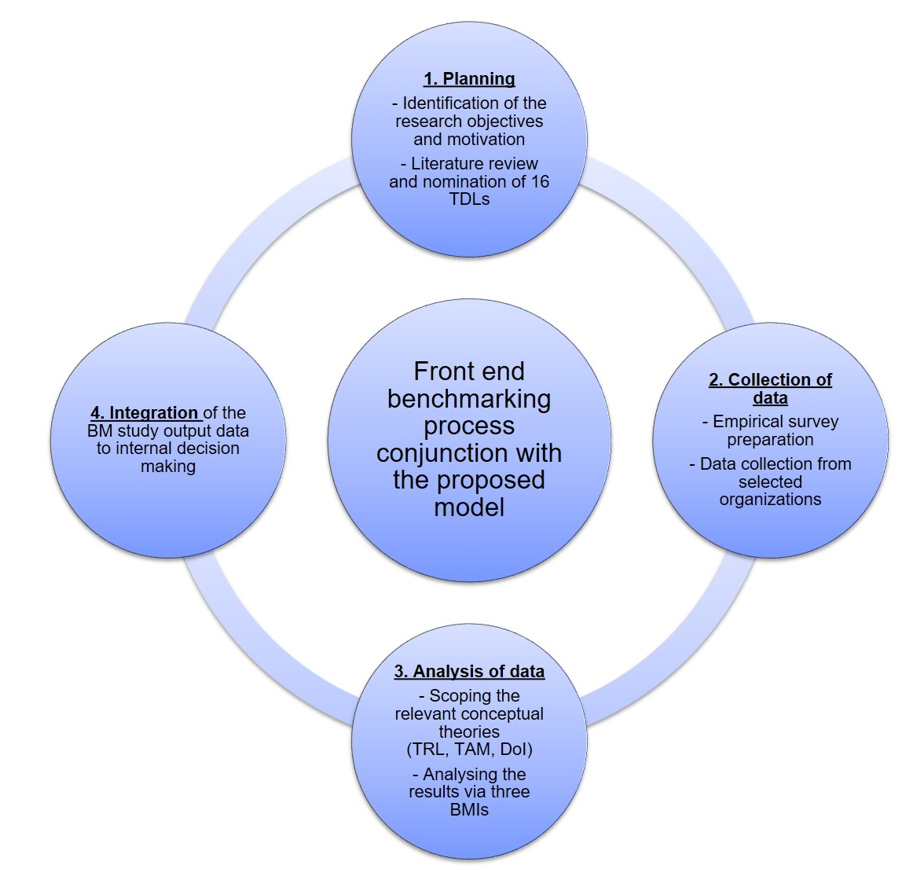 1. Planning
- Identification of the
research objectives
and motivation
- Literature review
and nomination of 16
TDLs
2. Collection of
data
- Empirical survey
preparation
- Data collection from
selected
organizations
3. Analysis of data
- Scoping the
relevant conceptual
theories
(TRL, TAM, DoI)
- Analysing the
results via three
BMIs
4. Integration of the
BM study output data
to internal decision
making
Front end
benchmarking
process
conjunction with
the proposed
model